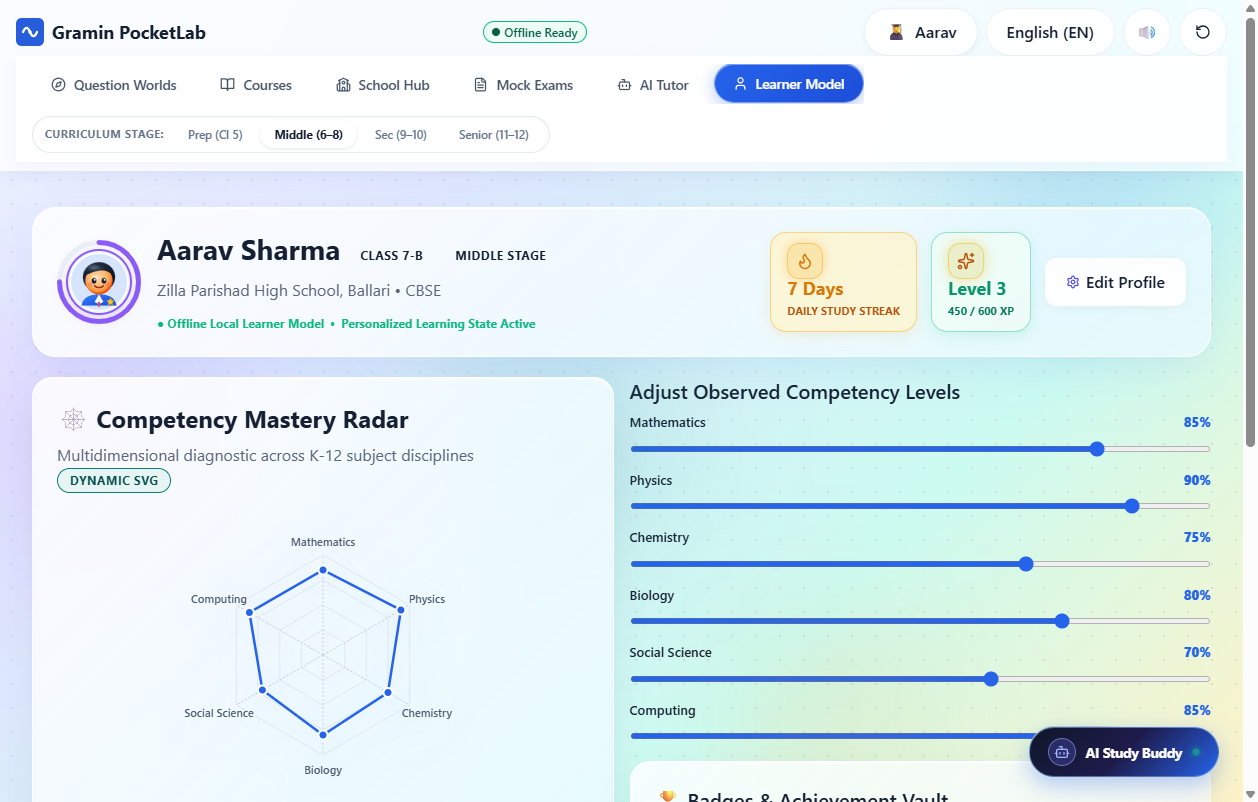 Gramin PocketLab
Offline Ready
Aarav
English (EN)
Question Worlds
Courses
School Hub
Mock Exams
AI Tutor
Learner Model
CURRICULUM STAGE:
Prep (Cl 5)
Middle (6–8)
Sec (9–10)
Senior (11–12)
Aarav Sharma
CLASS 7-B
MIDDLE STAGE
Zilla Parishad High School, Ballari • CBSE
● Offline Local Learner Model • Personalized Learning State Active
7 Days
DAILY STUDY STREAK
Level 3
450 / 600 XP
Edit Profile
Competency Mastery Radar
Multidimensional diagnostic across K-12 subject disciplines
DYNAMIC SVG
Mathematics
Computing
Physics
Social Science
Chemistry
Biology
Adjust Observed Competency Levels
Mathematics 85%
Physics 90%
Chemistry 75%
Biology 80%
Social Science 70%
Computing 85%
AI Study Buddy
Badges & Achievement Vault